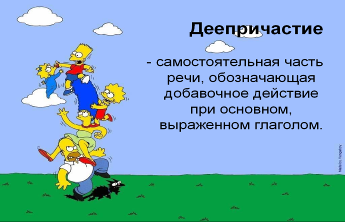 Деепричастие
- самостоятельная часть
речи, обозначающая
добавочное действие
при основном,
выраженном глаголом.